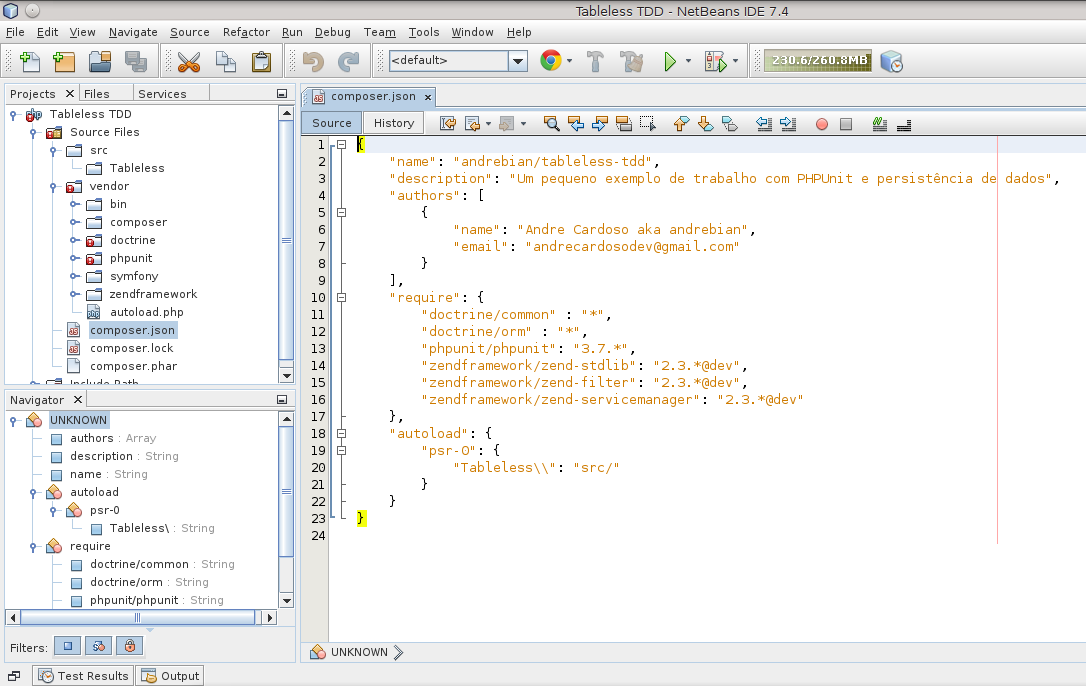 Tableless TDD - NetBeans IDE 7.4
File Edit View Navigate Source Refactor Run Debug Team Tools Window Help
<default>
230.6/260.8MB
Projects Files Services
Tableless TDD
Source Files
src
Tableless
vendor
bin
composer
doctrine
phpunit
symfony
zendframework
autoload.php
composer.json
composer.lock
composer.phar
Include Path
Navigator
UNKNOWN
authors : Array
description : String
name : String
autoload
psr-0
Tableless\ : String
require
doctrine/common : String
doctrine/orm : String
phpunit/phpunit : String
Filters:
composer.json
Source History
1 {
2 "name": "andrebian/tableless-tdd",
3 "description": "Um pequeno exemplo de trabalho com PHPUnit e persistência de dados",
4 "authors": [
5 {
6 "name": "Andre Cardoso aka andrebian",
7 "email": "andrecardosodev@gmail.com"
8 }
9 ],
10 "require": {
11 "doctrine/common" : "*",
12 "doctrine/orm" : "*",
13 "phpunit/phpunit": "3.7.*",
14 "zendframework/zend-stdlib": "2.3.*@dev",
15 "zendframework/zend-filter": "2.3.*@dev",
16 "zendframework/zend-servicemanager": "2.3.*@dev"
17 },
18 "autoload": {
19 "psr-0": {
20 "Tableless\\": "src/"
21 }
22 }
23 }
24
UNKNOWN
Test Results Output